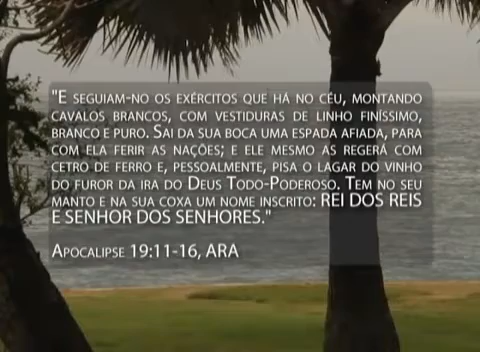 "E SEGUIAM-NO OS EXÉRCITOS QUE HÁ NO CÉU, MONTANDO
CAVALOS BRANCOS, COM VESTIDURAS DE LINHO FINÍSSIMO,
BRANCO E PURO. SAI DA SUA BOCA UMA ESPADA AFIADA, PARA
COM ELA FERIR AS NAÇÕES; E ELE MESMO AS REGERÁ COM
CETRO DE FERRO E, PESSOALMENTE, PISA O LAGAR DO VINHO
DO FUROR DA IRA DO DEUS TODO-PODEROSO. TEM NO SEU
MANTO E NA SUA COXA UM NOME INSCRITO: REI DOS REIS
E SENHOR DOS SENHORES."
APOCALIPSE 19:11-16, ARA